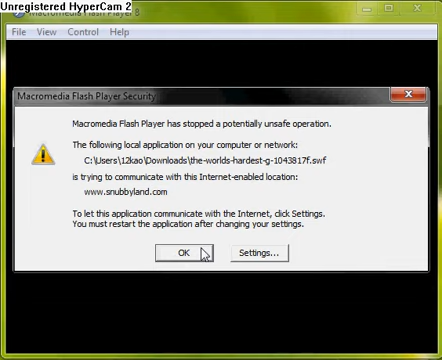 Unregistered HyperCam 2
Macromedia Flash Player 8
File View Control Help
Macromedia Flash Player Security
Macromedia Flash Player has stopped a potentially unsafe operation.
The following local application on your computer or network:
C:\Users\12kao\Downloads\the-worlds-hardest-g-1043817f.swf
is trying to communicate with this Internet-enabled location:
www.snubbyland.com
To let this application communicate with the Internet, click Settings.
You must restart the application after changing your settings.
OK Settings...